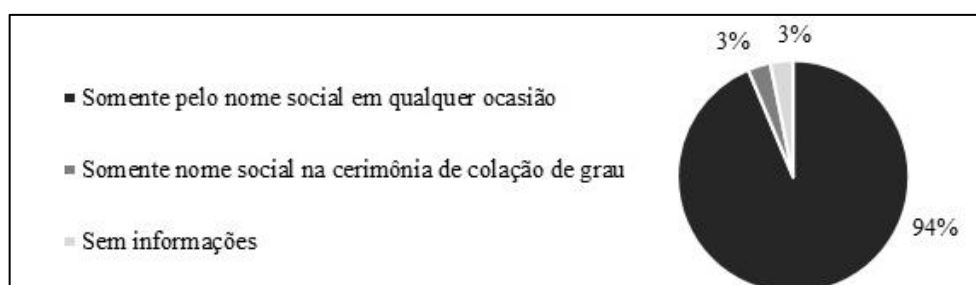 3%
3%
Somente pelo nome social em qualquer ocasião
Somente nome social na cerimônia de colação de grau
Sem informações
94%